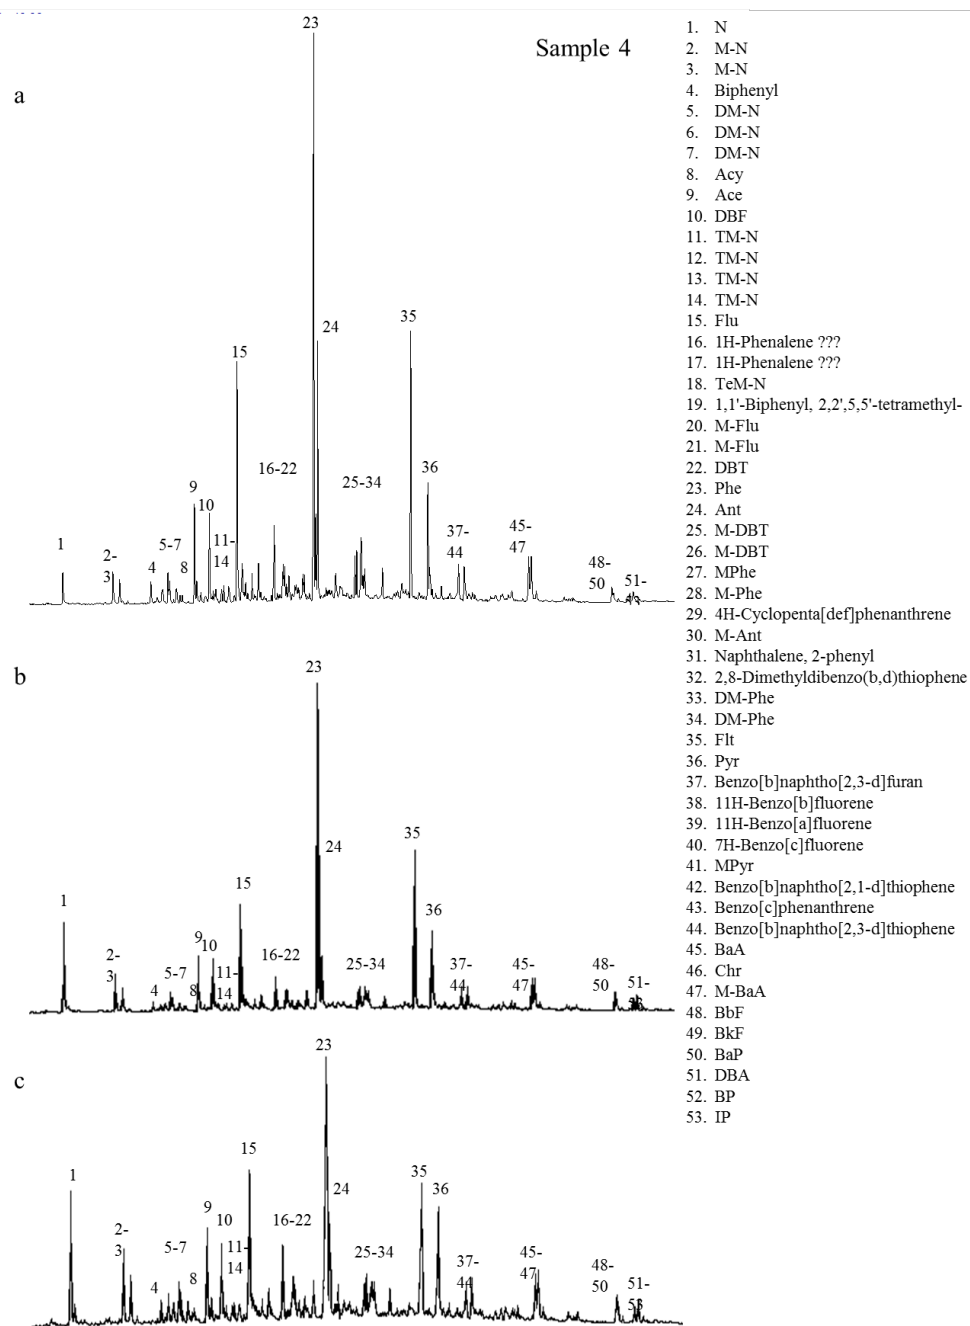 Sample 4
a
23
24
15
35
36
16-22
25-34
9
10
1
2-
3
4
5-7
8
11-
14
37-
44
45-
47
48-
50
51-
b
23
24
35
36
1
15
9
10
2-
3
4
5-7
8
11-
14
16-22
25-34
37-
44
45-
47
48-
50
51-
c
23
24
15
35
36
1
2-
3
4
5-7
8
9
10
11-
14
16-22
25-34
37-
44
45-
47
48-
50
51-
53
1. N
2. M-N
3. M-N
4. Biphenyl
5. DM-N
6. DM-N
7. DM-N
8. Acy
9. Ace
10. DBF
11. TM-N
12. TM-N
13. TM-N
14. TM-N
15. Flu
16. 1H-Phenalene ???
17. 1H-Phenalene ???
18. TeM-N
19. 1,1'-Biphenyl, 2,2',5,5'-tetramethyl-
20. M-Flu
21. M-Flu
22. DBT
23. Phe
24. Ant
25. M-DBT
26. M-DBT
27. MPhe
28. M-Phe
29. 4H-Cyclopenta[def]phenanthrene
30. M-Ant
31. Naphthalene, 2-phenyl
32. 2,8-Dimethyldibenzo(b,d)thiophene
33. DM-Phe
34. DM-Phe
35. Flt
36. Pyr
37. Benzo[b]naphtho[2,3-d]furan
38. 11H-Benzo[b]fluorene
39. 11H-Benzo[a]fluorene
40. 7H-Benzo[c]fluorene
41. MPyr
42. Benzo[b]naphtho[2,1-d]thiophene
43. Benzo[c]phenanthrene
44. Benzo[b]naphtho[2,3-d]thiophene
45. BaA
46. Chr
47. M-BaA
48. BbF
49. BkF
50. BaP
51. DBA
52. BP
53. IP